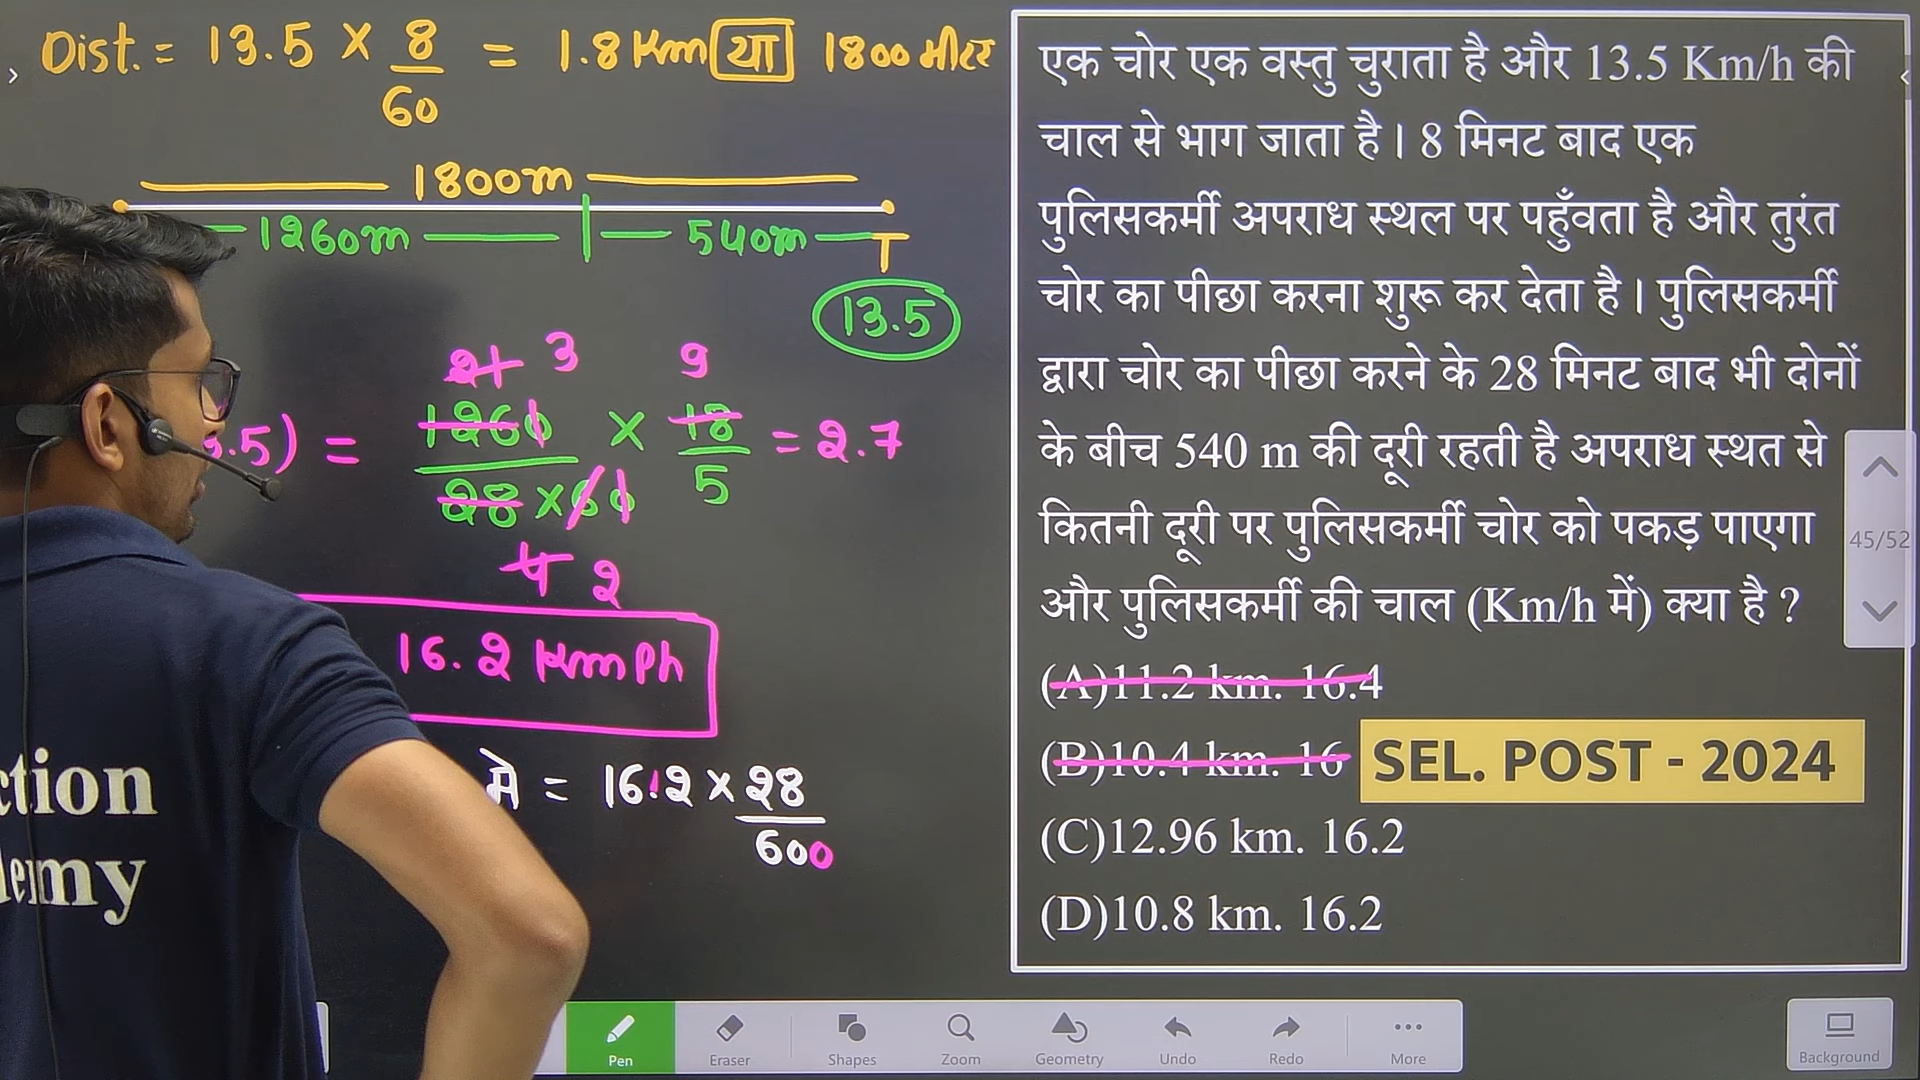 Dist. = 13.5 × 8/60 = 1.8 Km या 1800 मीटर
1800m
1260m 540m
T
13.5
21 3 9
.5) = 1260/28×60 × 18/5 = 2.7
4 2
16.2 KmPh
मे = 16.2 × 28/600
एक चोर एक वस्तु चुराता है और 13.5 Km/h की
चाल से भाग जाता है। 8 मिनट बाद एक
पुलिसकर्मी अपराध स्थल पर पहुँवता है और तुरंत
चोर का पीछा करना शुरू कर देता है। पुलिसकर्मी
द्वारा चोर का पीछा करने के 28 मिनट बाद भी दोनों
के बीच 540 m की दूरी रहती है अपराध स्थत से
कितनी दूरी पर पुलिसकर्मी चोर को पकड़ पाएगा
और पुलिसकर्मी की चाल (Km/h में) क्या है ?
(A)11.2 km. 16.4
(B)10.4 km. 16
SEL. POST - 2024
(C)12.96 km. 16.2
(D)10.8 km. 16.2
45/52
ction
demy
Pen Eraser Shapes Zoom Geometry Undo Redo More
Background